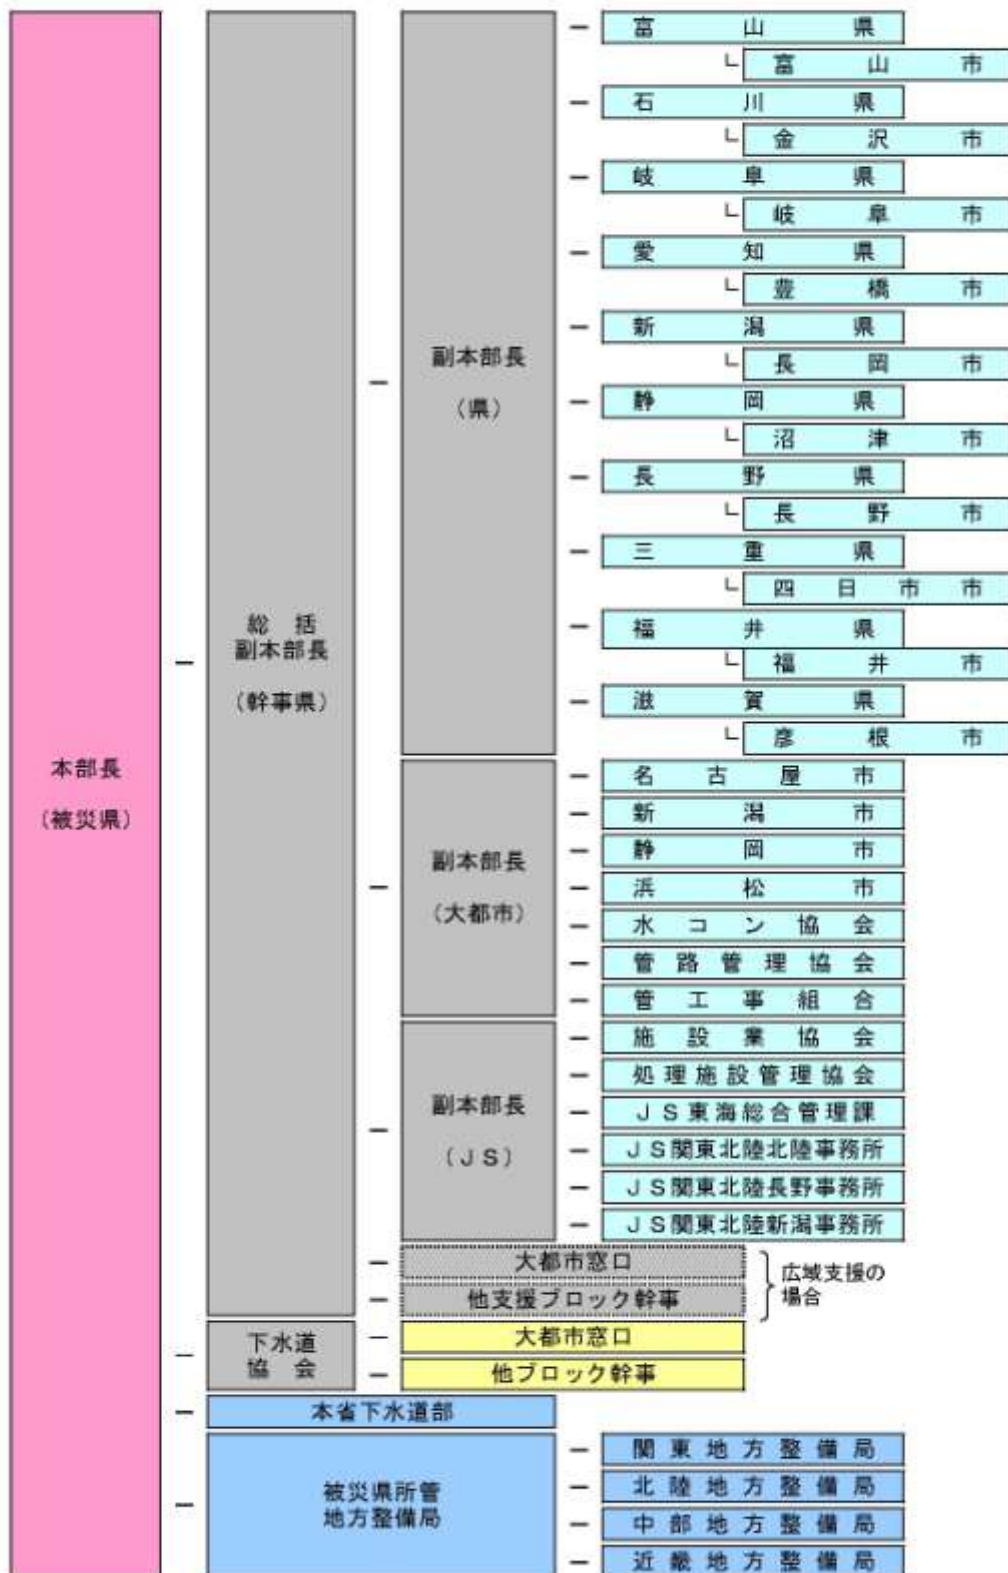 本部長
（被災県）
総括
副本部長
（幹事県）
副本部長
（県）
富山県
富山市
石川県
金沢市
岐阜県
岐阜市
愛知県
豊橋市
新潟県
長岡市
静岡県
沼津市
長野県
長野市
三重県
四日市市
福井県
福井市
滋賀県
彦根市
副本部長
（大都市）
名古屋市
新潟市
静岡市
浜松市
水コン協会
管路管理協会
管工事組合
副本部長
（ＪＳ）
施設業協会
処理施設管理協会
ＪＳ東海総合管理課
ＪＳ関東北陸北陸事務所
ＪＳ関東北陸長野事務所
ＪＳ関東北陸新潟事務所
大都市窓口
他支援ブロック幹事
広域支援の
場合
下水道
協会
大都市窓口
他ブロック幹事
本省下水道部
被災県所管
地方整備局
関東地方整備局
北陸地方整備局
中部地方整備局
近畿地方整備局